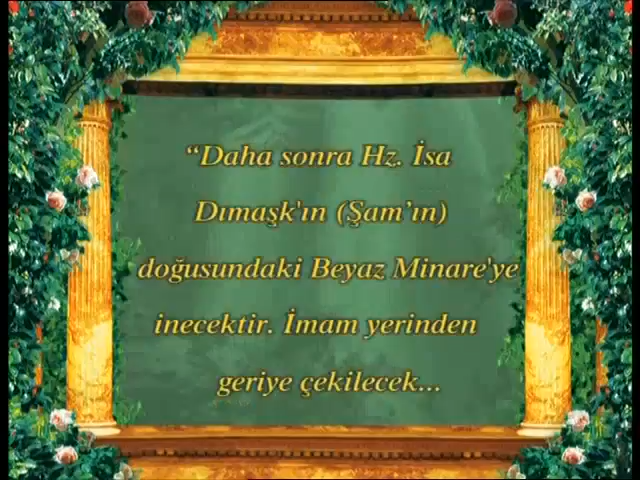 “Daha sonra Hz. İsa
Dımaşk'ın (Şam’ın)
doğusundaki Beyaz Minare'ye
inecektir. İmam yerinden
geriye çekilecek...